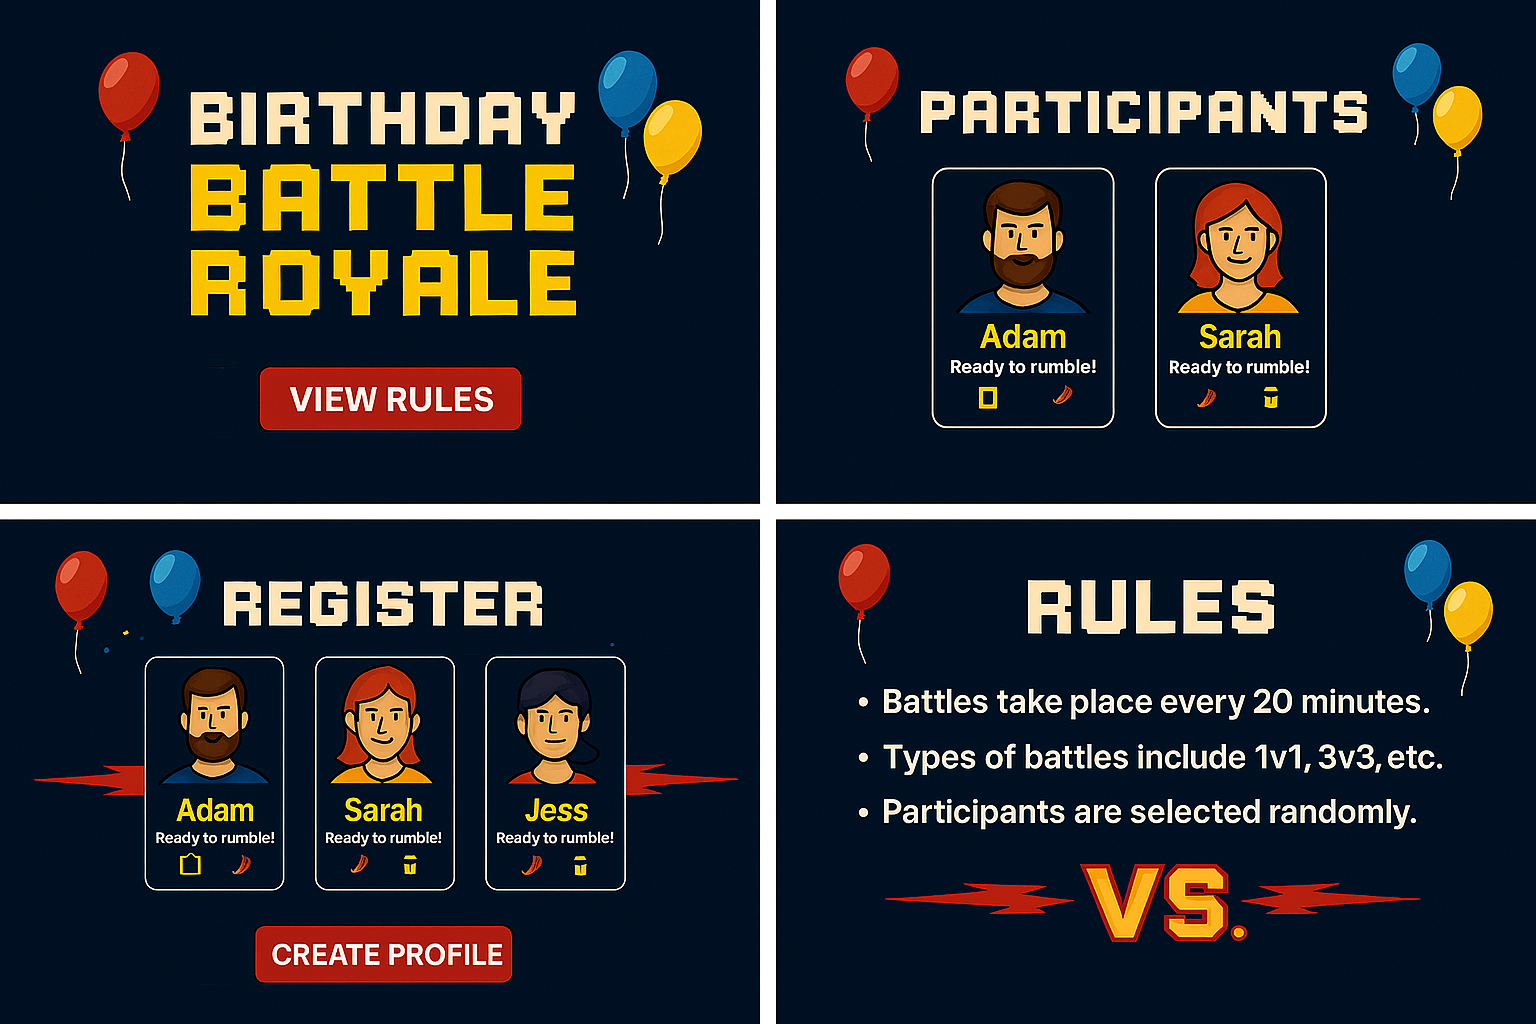 BIRTHDAY
BATTLE
ROYALE
VIEW RULES
PARTICIPANTS
Adam
Ready to rumble!
Sarah
Ready to rumble!
REGISTER
Adam
Ready to rumble!
Sarah
Ready to rumble!
Jess
Ready to rumble!
CREATE PROFILE
RULES
• Battles take place every 20 minutes.
• Types of battles include 1v1, 3v3, etc.
• Participants are selected randomly.
VS.